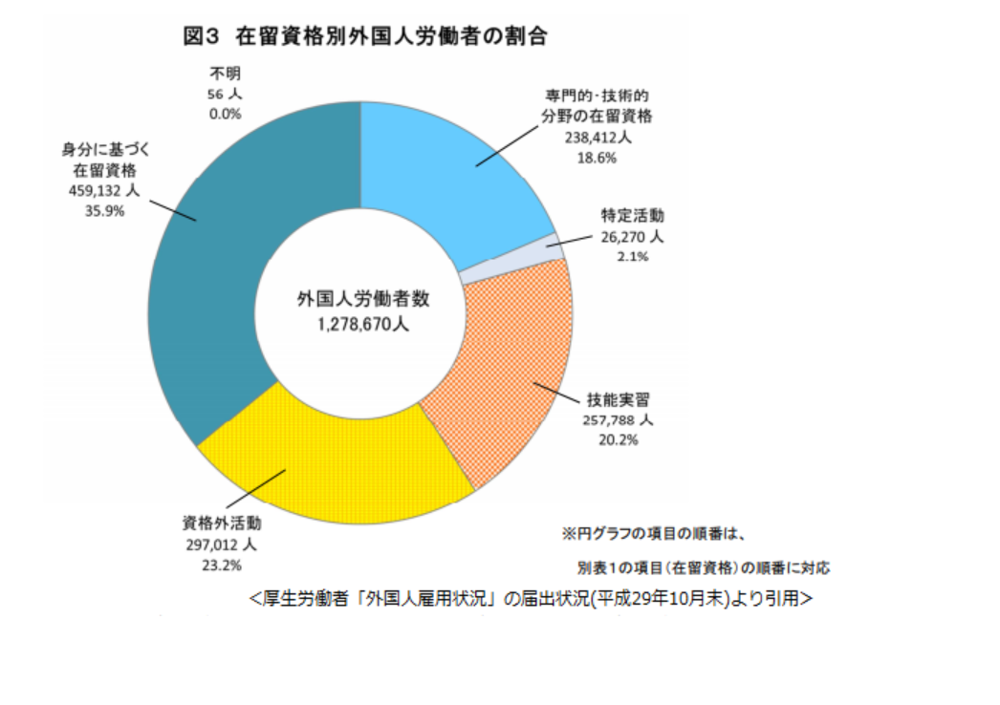 図3 在留資格別外国人労働者の割合
不明
56 人
0.0%
専門的・技術的
分野の在留資格
238,412人
18.6%
身分に基づく
在留資格
459,132 人
35.9%
特定活動
26,270 人
2.1%
外国人労働者数
1,278,670人
技能実習
257,788 人
20.2%
資格外活動
297,012 人
23.2%
※円グラフの項目の順番は、
別表1の項目(在留資格)の順番に対応
<厚生労働者「外国人雇用状況」の届出状況(平成29年10月末)より引用>